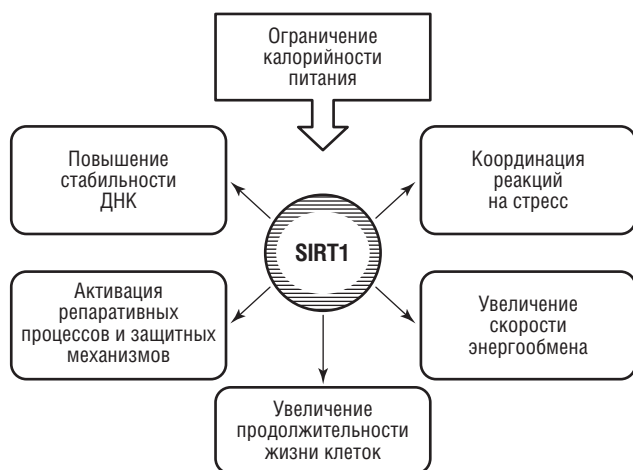 Ограничение
калорийности
питания
Повышение
стабильности
ДНК
Координация
реакций
на стресс
SIRT1
Активация
репаративных
процессов и защитных
механизмов
Увеличение
скорости
энергообмена
Увеличение
продолжительности
жизни клеток